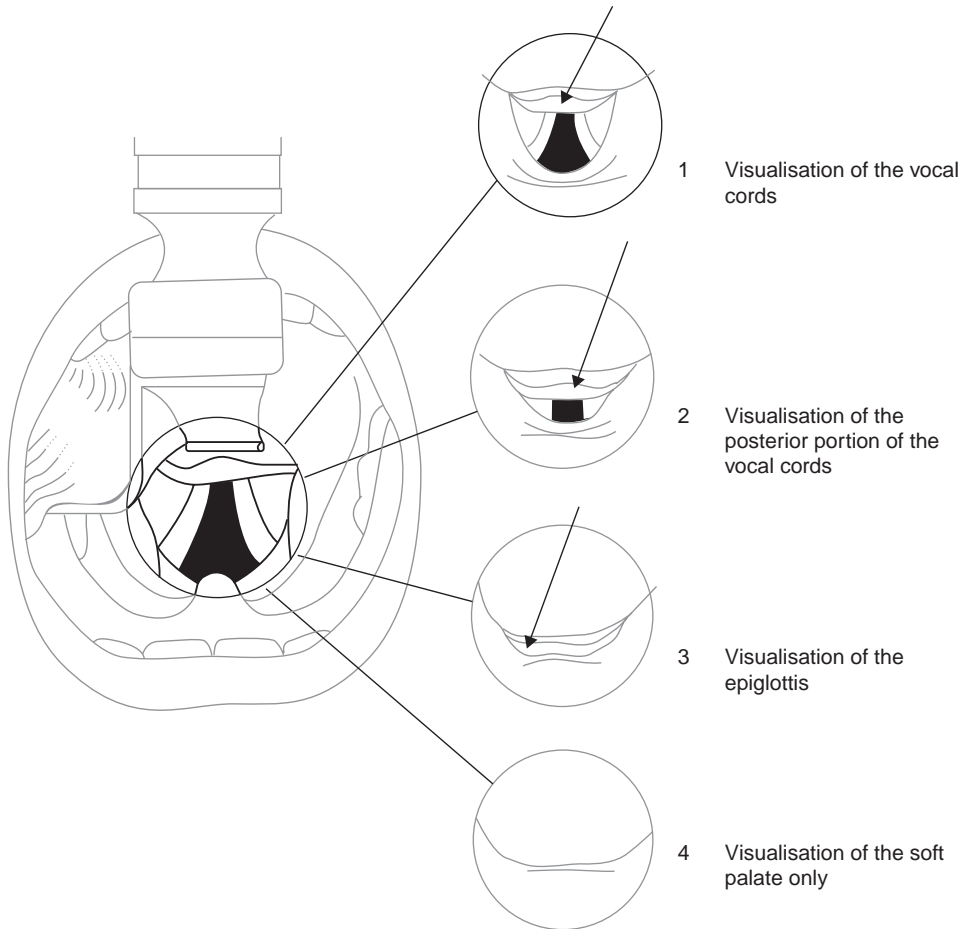 1 Visualisation of the vocal
cords
2 Visualisation of the
posterior portion of the
vocal cords
3 Visualisation of the
epiglottis
4 Visualisation of the soft
palate only